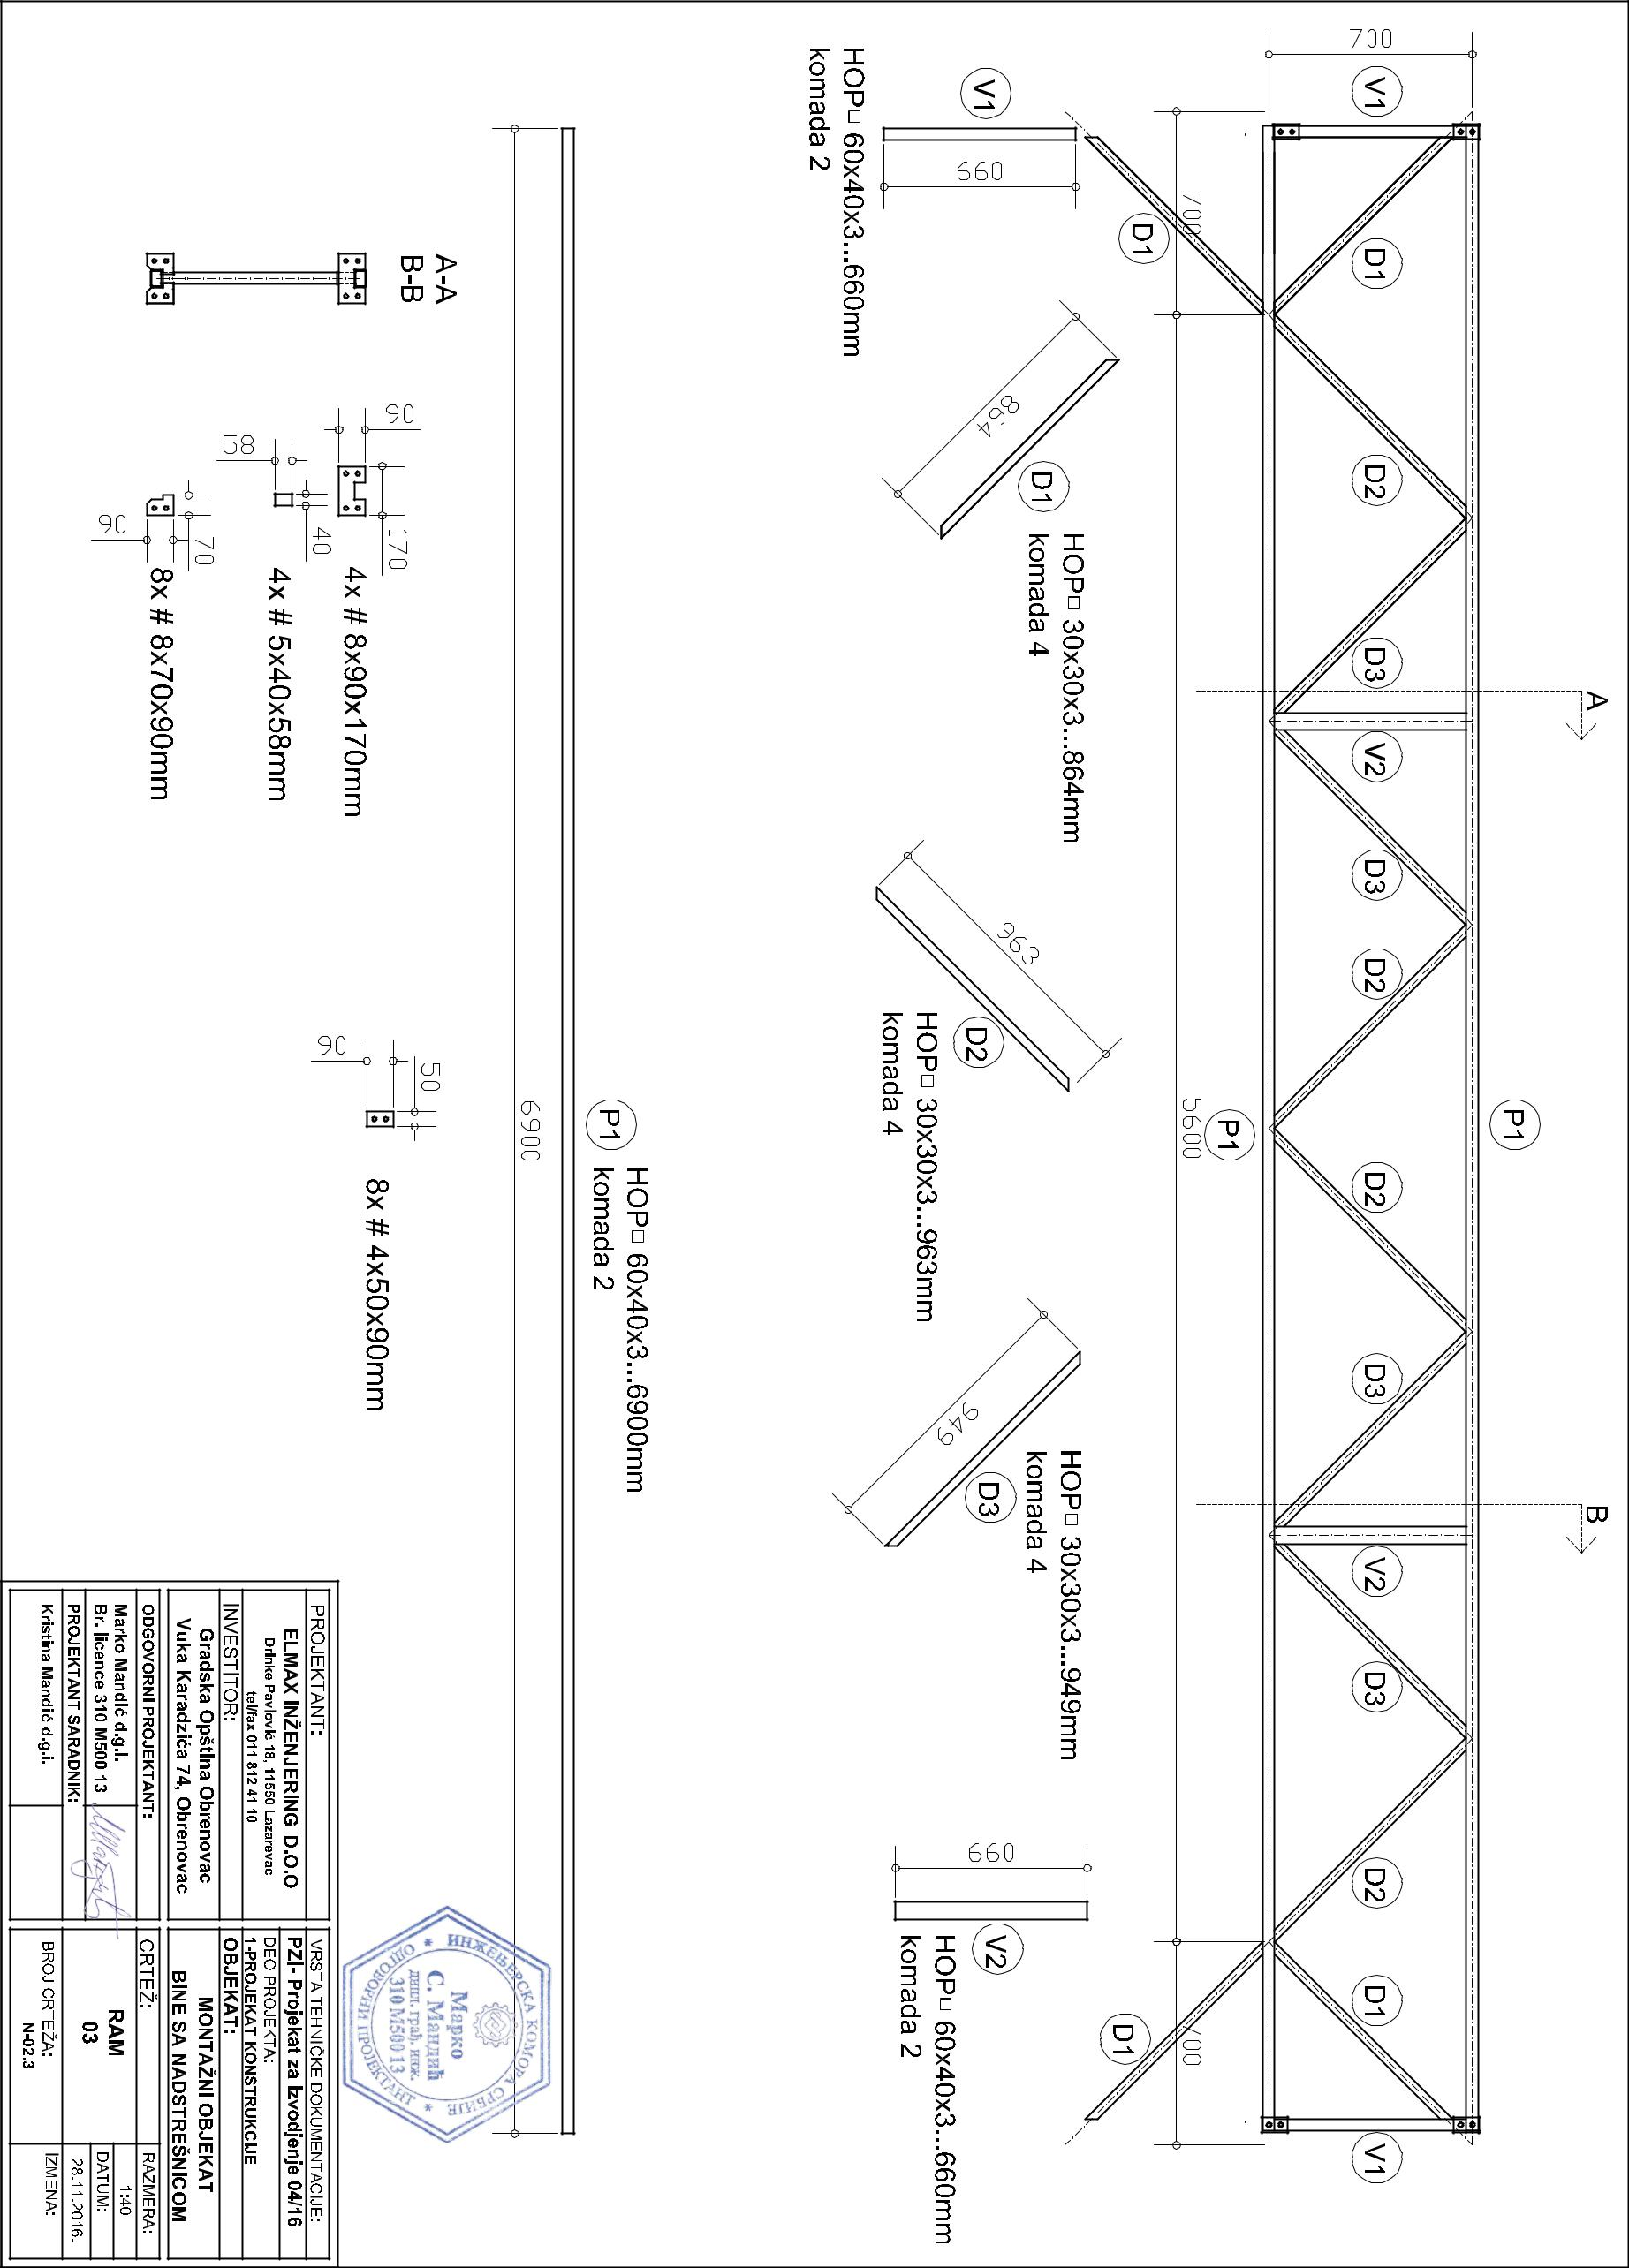 A
B
P1
700
V1
D1
D2
D3
V2
D3
D2
D2
D3
V2
D3
D2
D1
V1
P1
700
5600
700
D1
D1
V1
660
HOP□ 60x40x3...660mm
komada 2
864
D1
HOP□ 30x30x3...864mm
komada 4
963
D2
HOP□ 30x30x3...963mm
komada 4
949
D3
HOP□ 30x30x3...949mm
komada 4
660
V2
HOP□ 60x40x3...660mm
komada 2
P1
HOP□ 60x40x3...6900mm
komada 2
6900
A-A
B-B
90
170
4x # 8x90x170mm
58
40
4x # 5x40x58mm
90
70
8x # 8x70x90mm
90
50
8x # 4x50x90mm
ИНЖЕЊЕРСКА КОМОРА СРБИЈЕ
Марко
С. Мандић
дипл. грађ. инж.
310 М500 13
ОДГОВОРНИ ПРОЈЕКТАНТ
PROJEKTANT:
ELMAX INŽENJERING D.O.O
Drinke Pavlović 18, 11550 Lazarevac
tel/fax 011 812 41 10
INVESTITOR:
Gradska Opština Obrenovac
Vuka Karadzića 74, Obrenovac
ODGOVORNI PROJEKTANT:
Marko Mandić d.g.i.
Br. licence 310 M500 13
PROJEKTANT SARADNIK:
Kristina Mandić d.g.i.
VRSTA TEHNIČKE DOKUMENTACIJE:
PZI- Projekat za izvodjenje 04/16
DEO PROJEKTA:
1-PROJEKAT KONSTRUKCIJE
OBJEKAT:
MONTAŽNI OBJEKAT
BINE SA NADSTREŠNICOM
CRTEŽ:
RAM
03
BROJ CRTEŽA:
N-02.3
RAZMERA:
1:40
DATUM:
28.11.2016.
IZMENA: